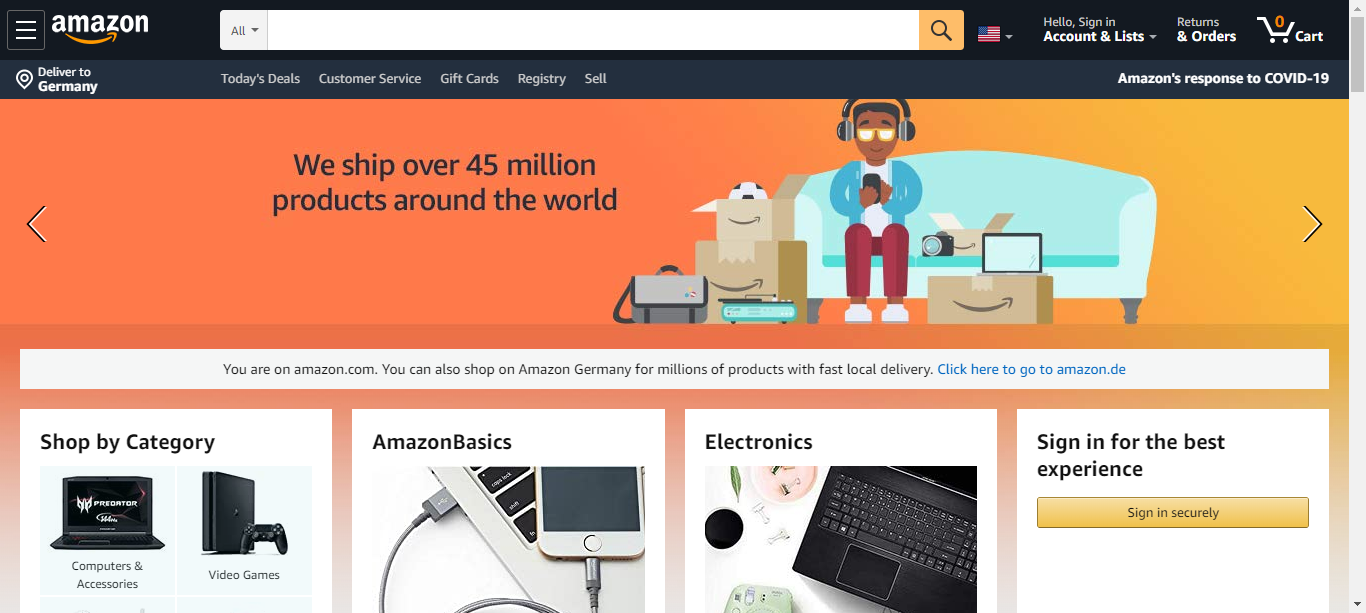 amazon
All
Hello, Sign in
Account & Lists
Returns
& Orders
0
Cart
Deliver to
Germany
Today's Deals
Customer Service
Gift Cards
Registry
Sell
Amazon's response to COVID-19
We ship over 45 million
products around the world
You are on amazon.com. You can also shop on Amazon Germany for millions of products with fast local delivery. Click here to go to amazon.de
Shop by Category
PREDATOR
Computers &
Accessories
Video Games
AmazonBasics
caps lock
shift
fn
Electronics
Sign in for the best
experience
Sign in securely